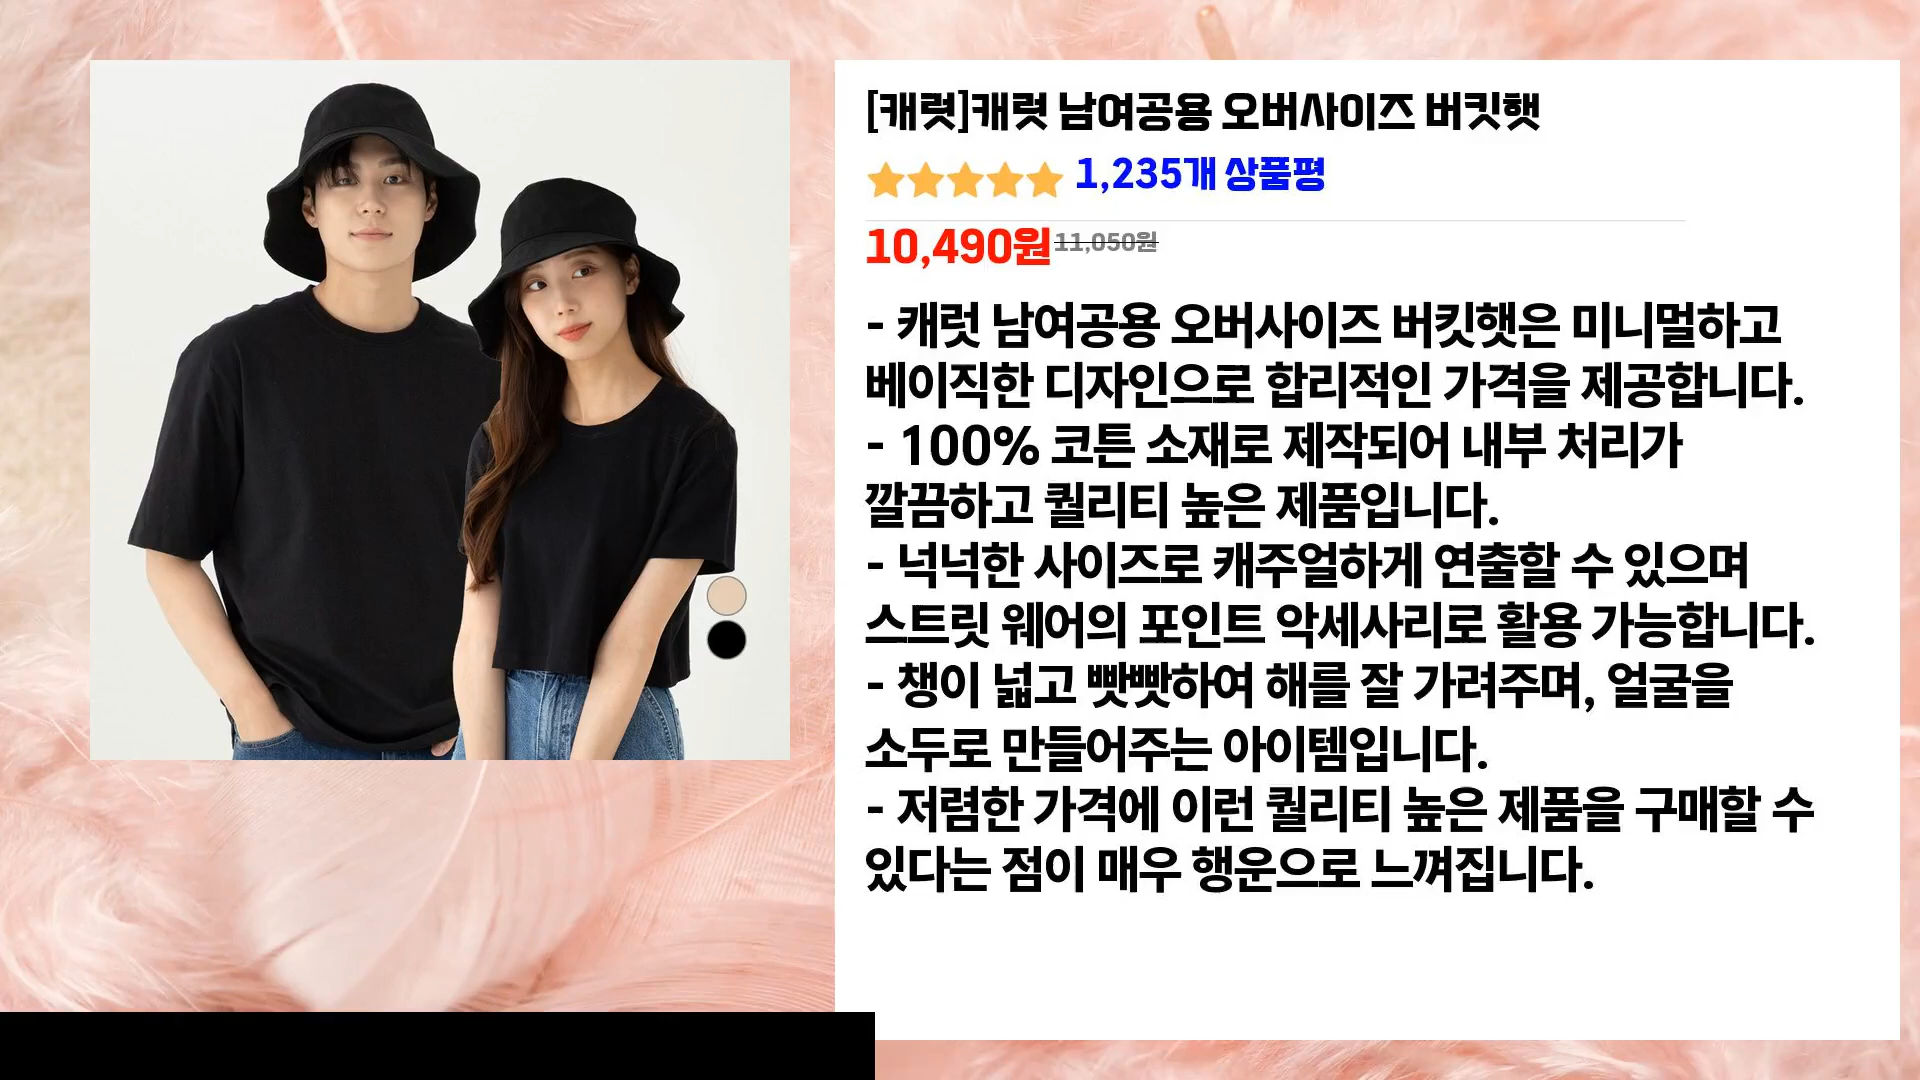 [캐럿]캐럿 남여공용 오버사이즈 버킷햇
1,235개 상품평
10,490원 11,050원
- 캐럿 남여공용 오버사이즈 버킷햇은 미니멀하고
베이직한 디자인으로 합리적인 가격을 제공합니다.
- 100% 코튼 소재로 제작되어 내부 처리가
깔끔하고 퀄리티 높은 제품입니다.
- 넉넉한 사이즈로 캐주얼하게 연출할 수 있으며
스트릿 웨어의 포인트 악세사리로 활용 가능합니다.
- 챙이 넓고 빳빳하여 해를 잘 가려주며, 얼굴을
소두로 만들어주는 아이템입니다.
- 저렴한 가격에 이런 퀄리티 높은 제품을 구매할 수
있다는 점이 매우 행운으로 느껴집니다.